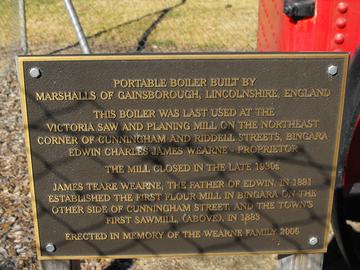 PORTABLE BOILER BUILT BY
MARSHALLS OF GAINSBOROUGH, LINCOLNSHIRE, ENGLAND
THIS BOILER WAS LAST USED AT THE
VICTORIA SAW AND PLANING MILL ON THE NORTHEAST
CORNER OF CUNNINGHAM AND RIDDELL STREETS, BINGARA
EDWIN CHARLES JAMES WEARNE - PROPRIETOR
THE MILL CLOSED IN THE LATE 1930s
JAMES TEARE WEARNE, THE FATHER OF EDWIN, IN 1881
ESTABLISHED THE FIRST FLOUR MILL IN BINGARA ON THE
OTHER SIDE OF CUNNINGHAM STREET, AND THE TOWN'S
FIRST SAWMILL, (ABOVE), IN 1883
ERECTED IN MEMORY OF THE WEARNE FAMILY 2006